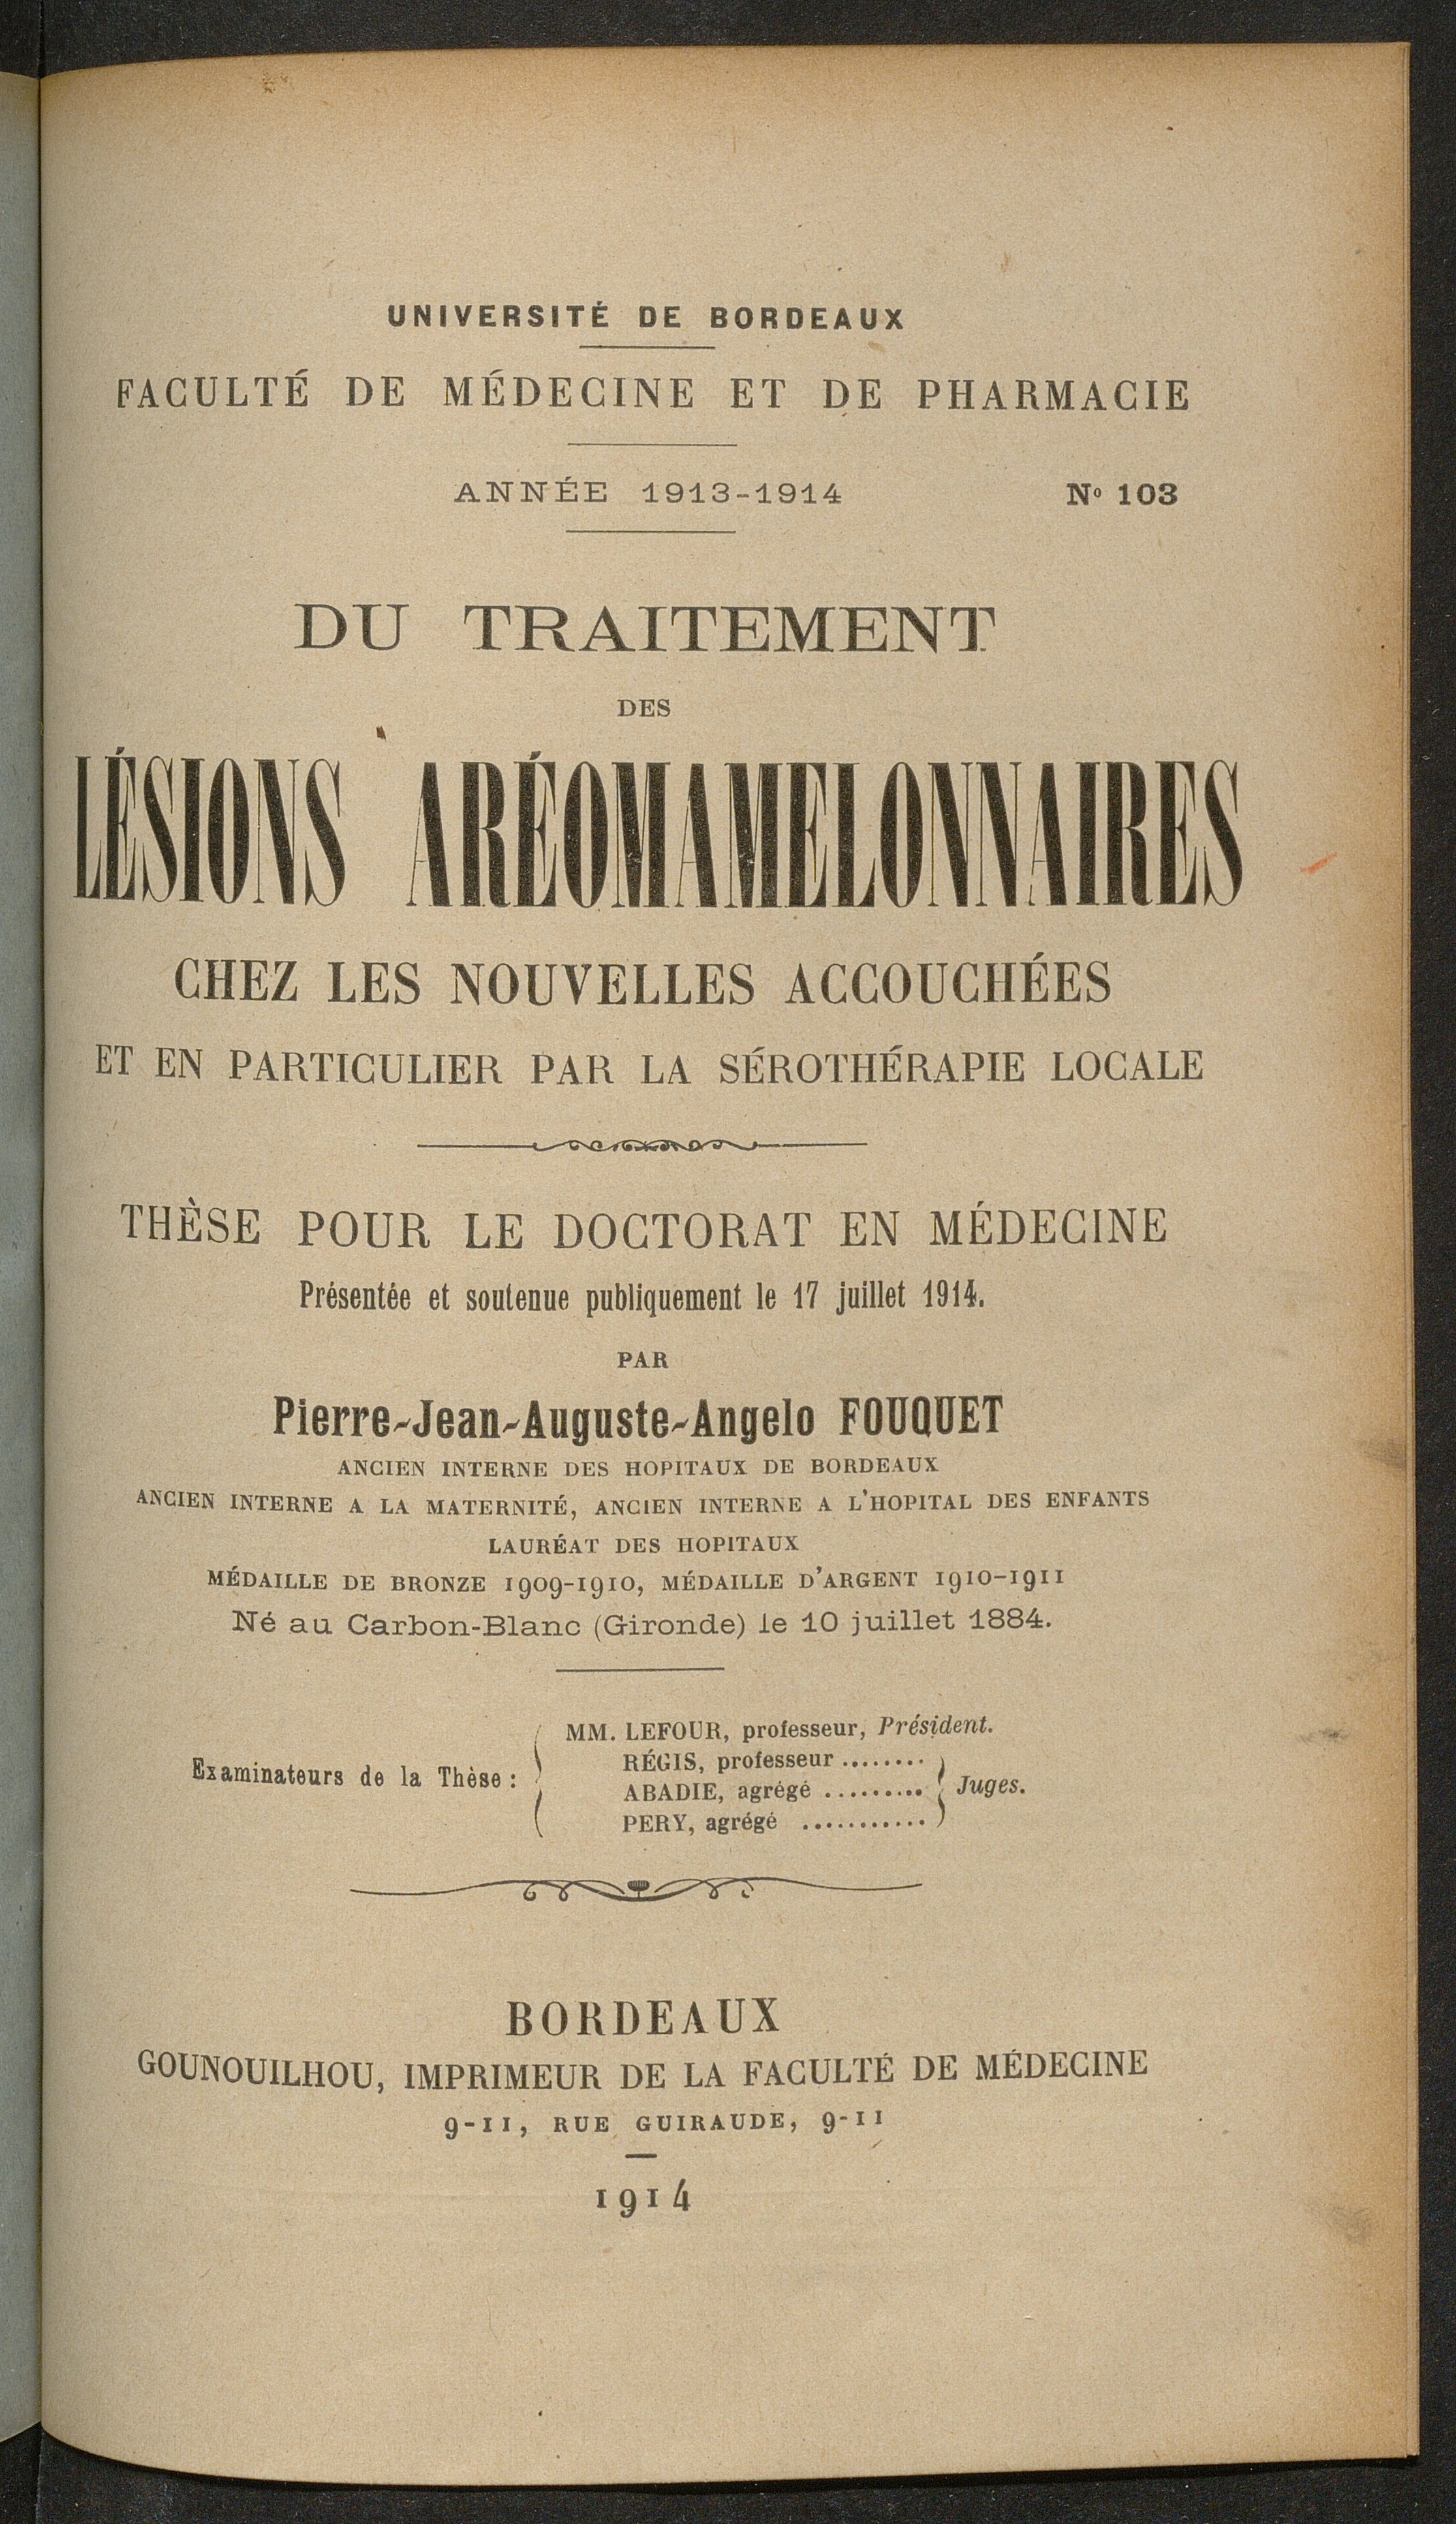 UNIVERSITÉ DE BORDEAUX
FACULTÉ DE MÉDECINE ET DE PHARMACIE
ANNÉE 1913-1914 Nº 103
DU TRAITEMENT
DES
LÉSIONS ARÉOMAMELONNAIRES
CHEZ LES NOUVELLES ACCOUCHÉES
ET EN PARTICULIER PAR LA SÉROTHÉRAPIE LOCALE
THÈSE POUR LE DOCTORAT EN MÉDECINE
Présentée et soutenue publiquement le 17 juillet 1914.
PAR
Pierre-Jean-Auguste-Angelo FOUQUET
ANCIEN INTERNE DES HOPITAUX DE BORDEAUX
ANCIEN INTERNE A LA MATERNITÉ, ANCIEN INTERNE A L'HOPITAL DES ENFANTS
LAURÉAT DES HOPITAUX
MÉDAILLE DE BRONZE 1909-1910, MÉDAILLE D'ARGENT 1910-1911
Né au Carbon-Blanc (Gironde) le 10 juillet 1884.
MM. LEFOUR, professeur, Président.
RÉGIS, professeur ........
Examinateurs de la Thèse :
ABADIE, agrégé ......... Juges.
PERY, agrégé ...........
BORDEAUX
GOUNOUILHOU, IMPRIMEUR DE LA FACULTÉ DE MÉDECINE
9-11, RUE GUIRAUDE, 9-11
1914